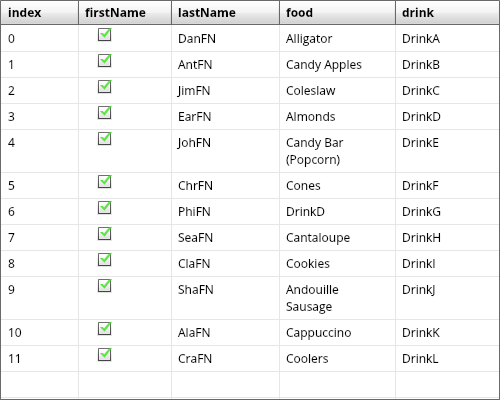 index firstName lastName food drink
0 DanFN Alligator DrinkA
1 AntFN Candy Apples DrinkB
2 JimFN Coleslaw DrinkC
3 EarFN Almonds DrinkD
4 JohFN Candy Bar DrinkE
(Popcorn)
5 ChrFN Cones DrinkF
6 PhiFN DrinkD DrinkG
7 SeaFN Cantaloupe DrinkH
8 ClaFN Cookies DrinkI
9 ShaFN Andouille DrinkJ
Sausage
10 AlaFN Cappuccino DrinkK
11 CraFN Coolers DrinkL